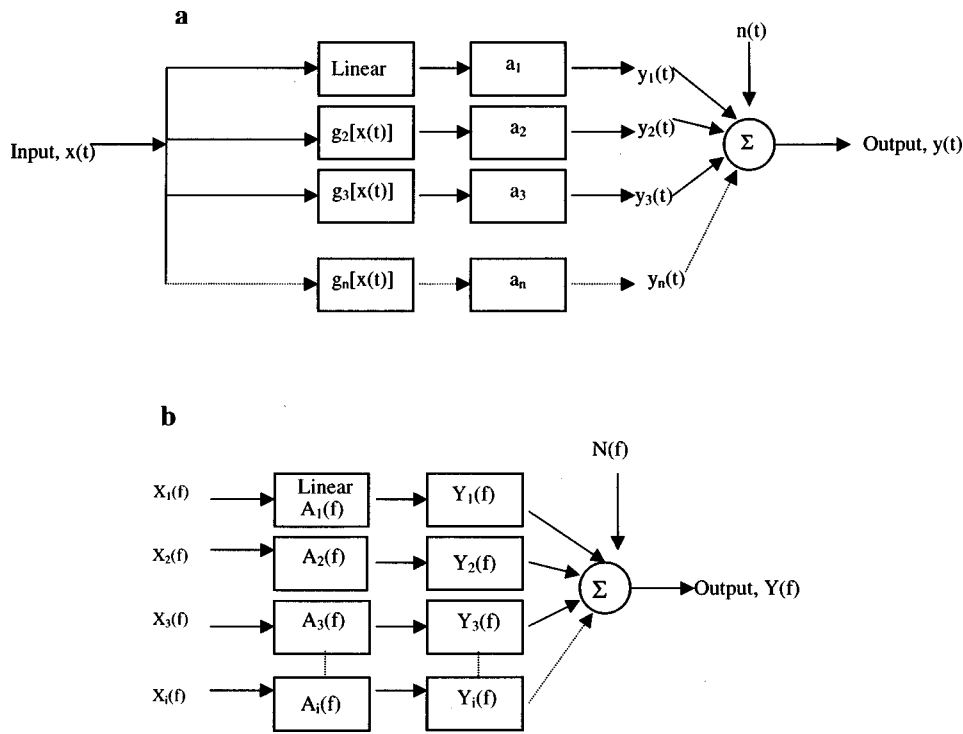 a
n(t)
Linear
a₁
y₁(t)
g₂[x(t)]
a₂
y₂(t)
Input, x(t)
Σ
Output, y(t)
g₃[x(t)]
a₃
y₃(t)
gₙ[x(t)]
aₙ
yₙ(t)
b
N(f)
X₁(f)
Linear
A₁(f)
Y₁(f)
X₂(f)
A₂(f)
Y₂(f)
Σ
Output, Y(f)
X₃(f)
A₃(f)
Y₃(f)
Xᵢ(f)
Aᵢ(f)
Yᵢ(f)